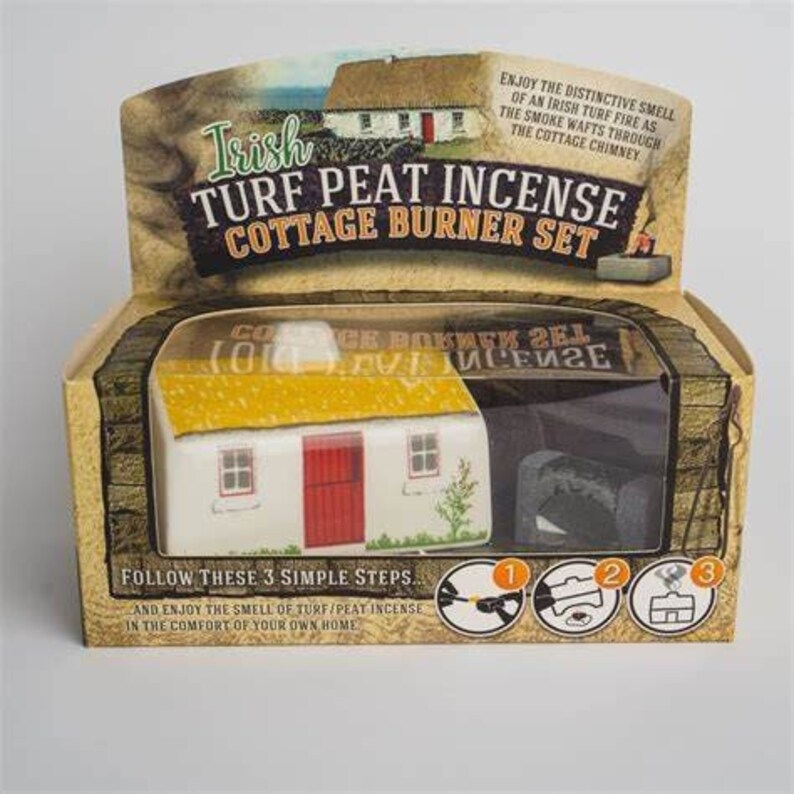 ENJOY THE DISTINCTIVE SMELL
OF AN IRISH TURF FIRE AS
THE SMOKE WAFTS THROUGH
THE COTTAGE CHIMNEY
Irish
TURF PEAT INCENSE
COTTAGE BURNER SET
FOLLOW THESE 3 SIMPLE STEPS...
...AND ENJOY THE SMELL OF TURF/PEAT INCENSE
IN THE COMFORT OF YOUR OWN HOME
1
2
3